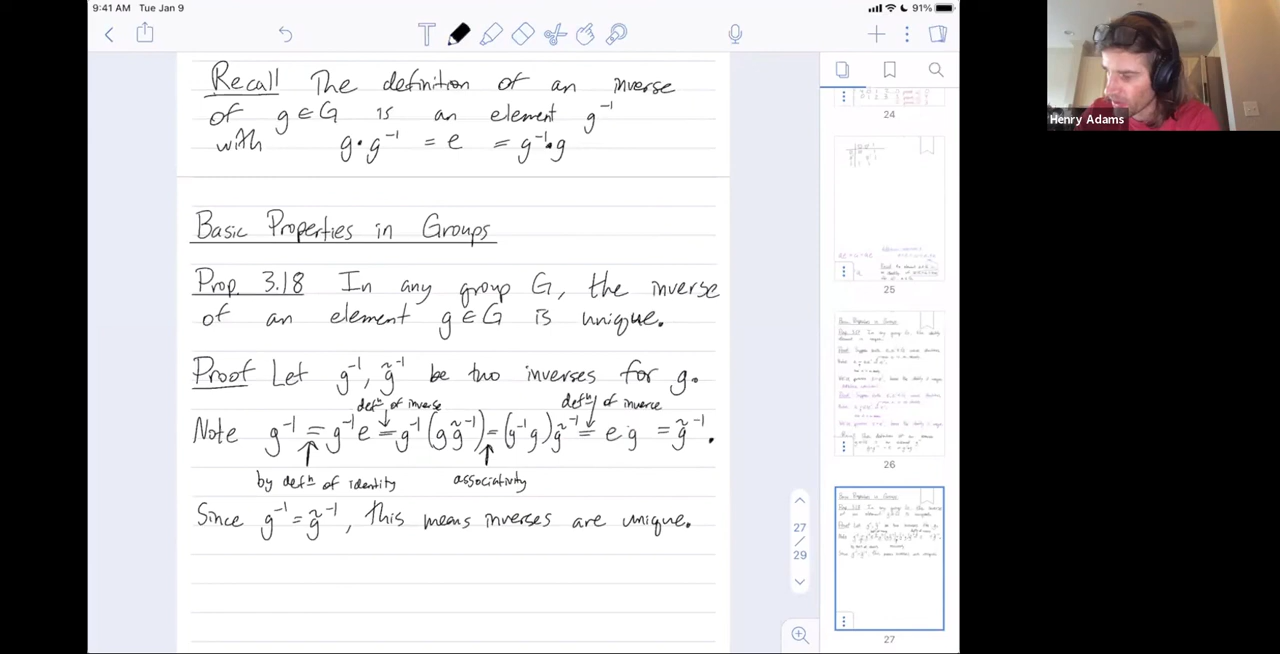 9:41 AM Tue Jan 9
91%
Recall The definition of an inverse
of g ∈ G is an element g⁻¹
with g · g⁻¹ = e = g⁻¹ · g
Basic Properties in Groups
Prop. 3.18 In any group G, the inverse
of an element g ∈ G is unique.
Proof Let g⁻¹, g̃⁻¹ be two inverses for g.
defⁿ of inverse defⁿ of inverse
Note g⁻¹ = g⁻¹e = g⁻¹(g g̃⁻¹) = (g⁻¹g)g̃⁻¹ = e g = g̃⁻¹.
by defⁿ of identity associativity
Since g⁻¹ = g̃⁻¹, this means inverses are unique.
24
25
26
27
27
/
29
Henry Adams